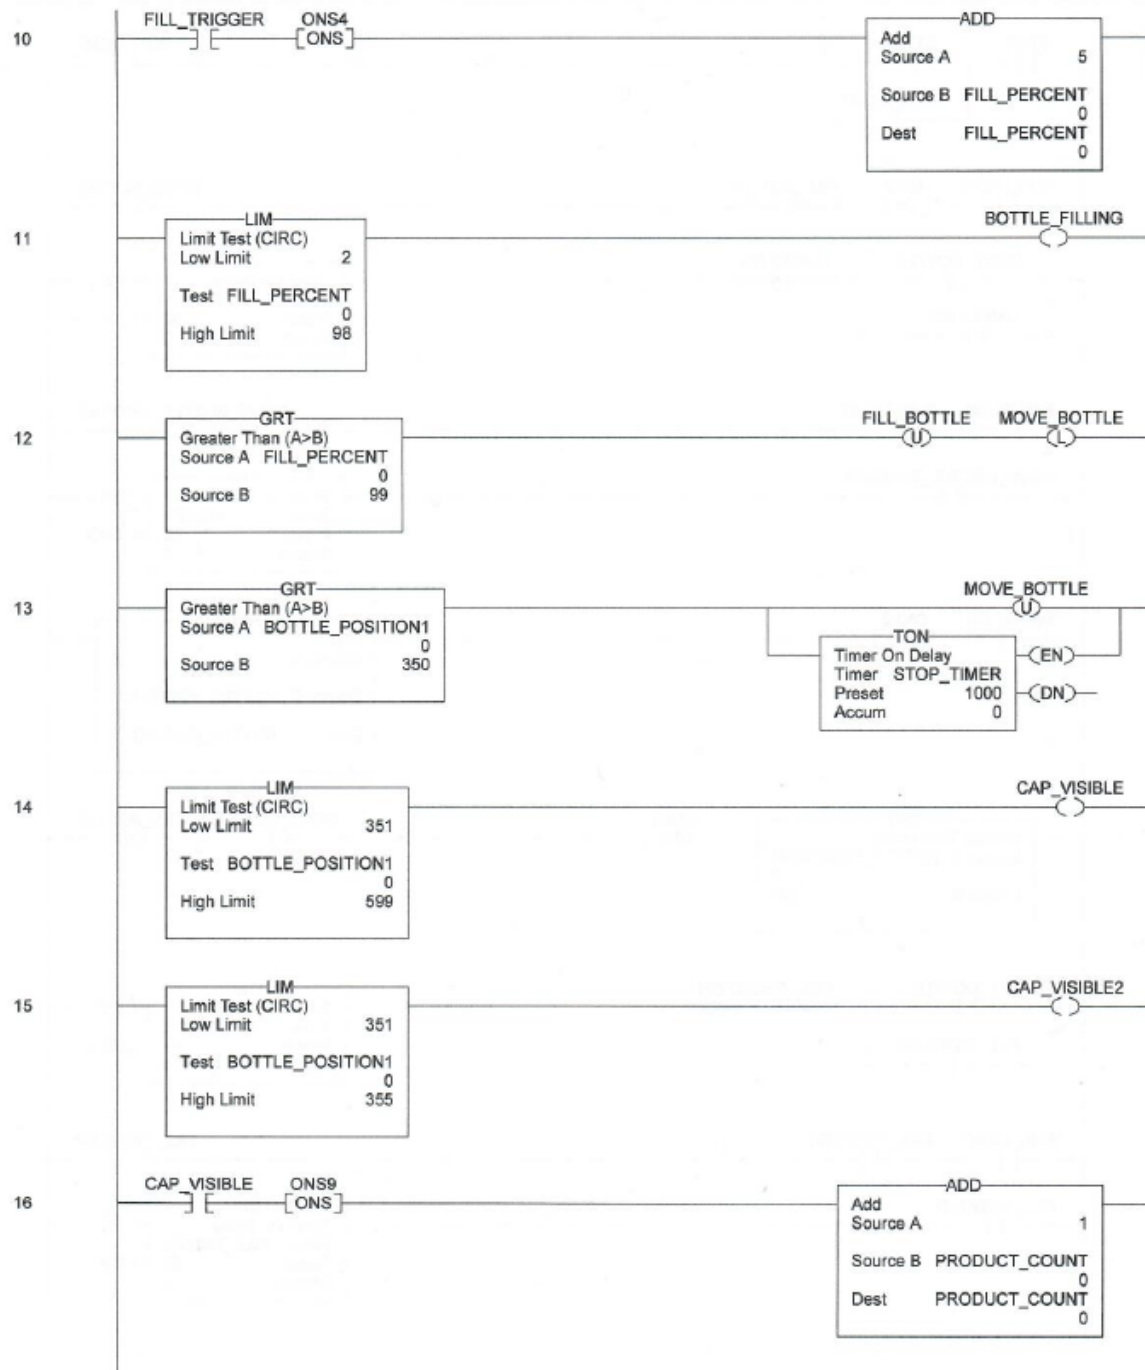 10
FILL_TRIGGER ONS4
ONS
ADD
Add
Source A 5
Source B FILL_PERCENT
0
Dest FILL_PERCENT
0
11
LIM
Limit Test (CIRC)
Low Limit 2
Test FILL_PERCENT
0
High Limit 98
BOTTLE_FILLING
12
GRT
Greater Than (A>B)
Source A FILL_PERCENT
0
Source B 99
FILL_BOTTLE MOVE_BOTTLE
U L
13
GRT
Greater Than (A>B)
Source A BOTTLE_POSITION1
0
Source B 350
MOVE_BOTTLE
U
TON
Timer On Delay
Timer STOP_TIMER
Preset 1000
Accum 0
EN
DN
14
LIM
Limit Test (CIRC)
Low Limit 351
Test BOTTLE_POSITION1
0
High Limit 599
CAP_VISIBLE
15
LIM
Limit Test (CIRC)
Low Limit 351
Test BOTTLE_POSITION1
0
High Limit 355
CAP_VISIBLE2
16
CAP_VISIBLE ONS9
ONS
ADD
Add
Source A 1
Source B PRODUCT_COUNT
0
Dest PRODUCT_COUNT
0